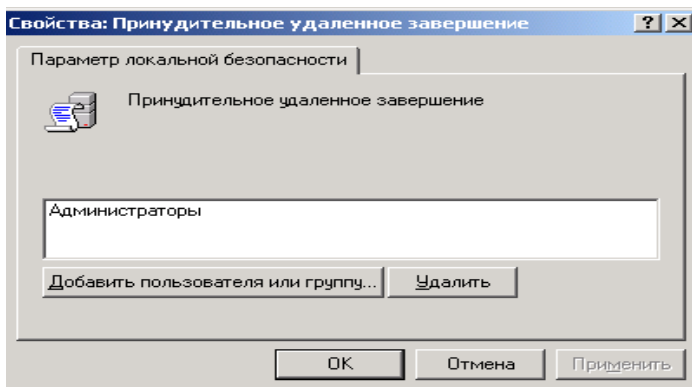 Свойства: Принудительное удаленное завершение
Параметр локальной безопасности
Принудительное удаленное завершение
Администраторы
Добавить пользователя или группу... Удалить
OK Отмена Применить